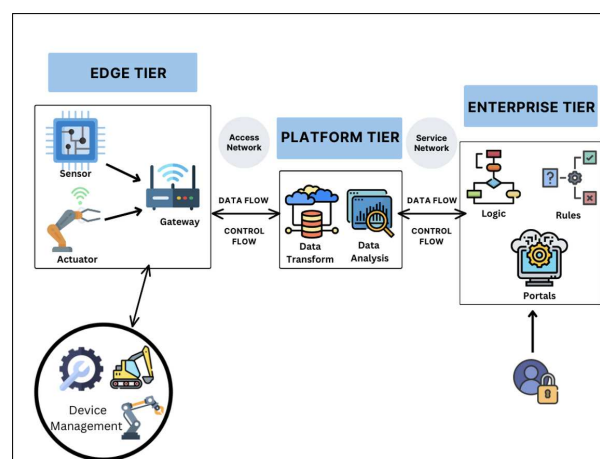 EDGE TIER
Sensor
Actuator
Gateway
Access
Network
DATA FLOW
CONTROL
FLOW
PLATFORM TIER
Data
Transform
Data
Analysis
Service
Network
DATA FLOW
CONTROL
FLOW
ENTERPRISE TIER
Logic
Rules
Portals
Device
Management